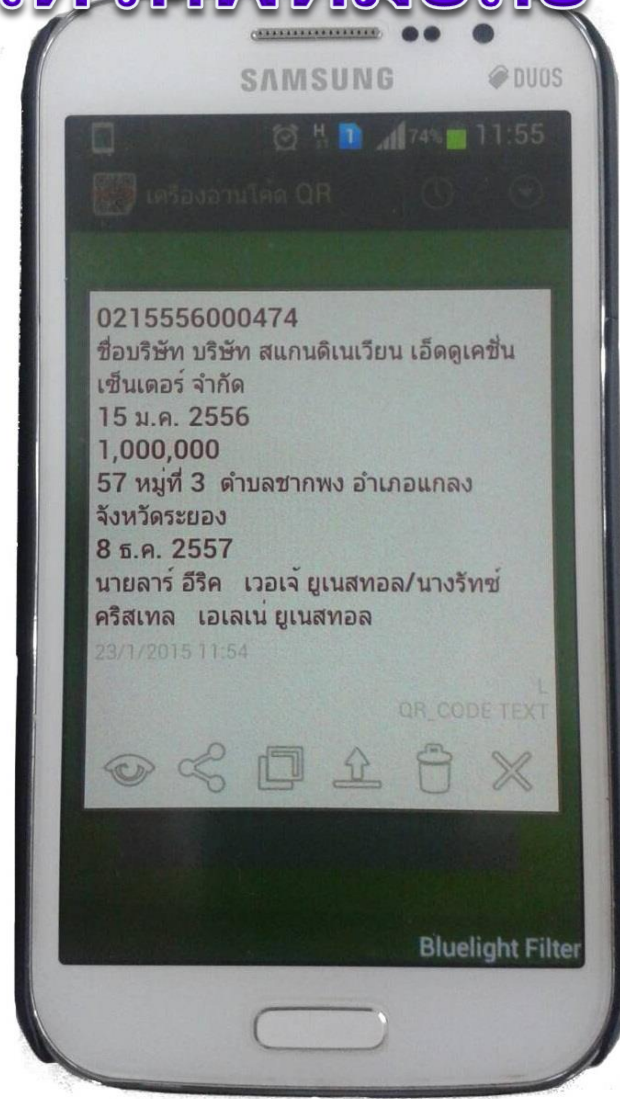 SAMSUNG
DUOS
H
1
74%
11:55
เครื่องอ่านโค้ด QR
0215556000474
ชื่อบริษัท บริษัท สแกนดิเนเวียน เอ็ดดูเคชั่น
เซ็นเตอร์ จำกัด
15 ม.ค. 2556
1,000,000
57 หมู่ที่ 3 ตำบลชากพง อำเภอแกลง
จังหวัดระยอง
8 ธ.ค. 2557
นายลาร์ อีริค เวอเจ้ ยูเนสทอล/นางรัทซ์
คริสเทล เอเลเน่ ยูเนสทอล
23/1/2015 11:54
L
QR_CODE TEXT
Bluelight Filter